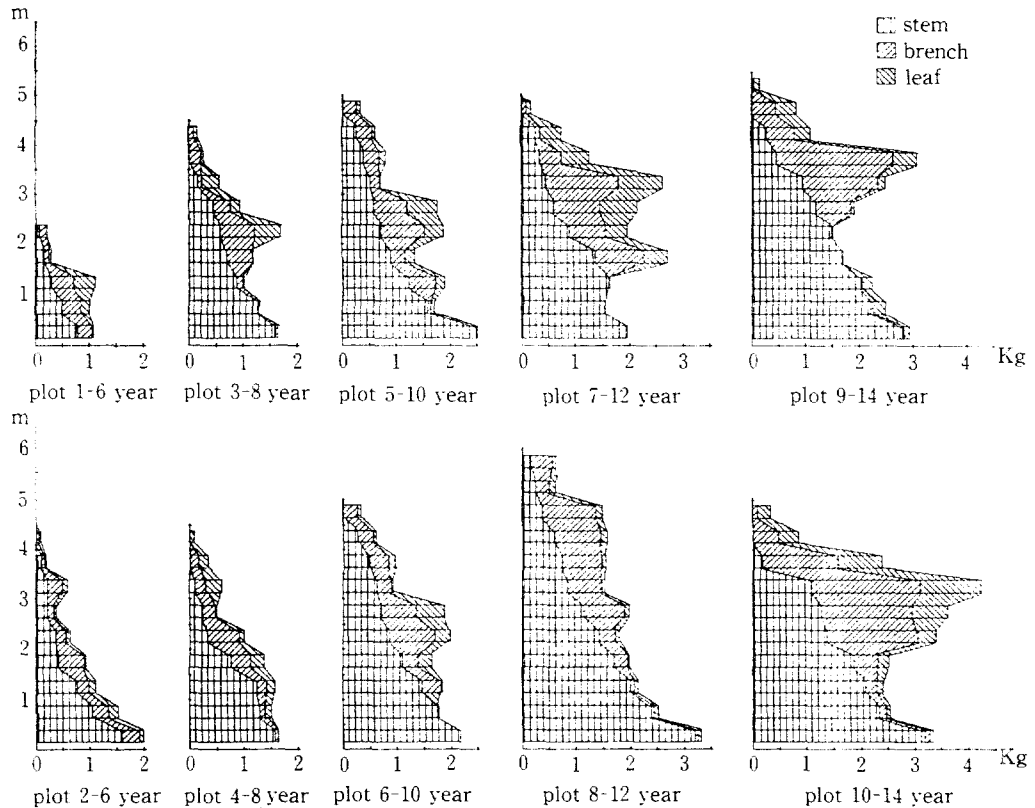 m
6
5
4
3
2
1
stem
brench
leaf
0 1 2
0 1 2
0 1 2
0 1 2 3
0 1 2 3 4 Kg
plot 1-6 year
plot 3-8 year
plot 5-10 year
plot 7-12 year
plot 9-14 year
m
6
5
4
3
2
1
0 1 2
0 1 2
0 1 2
0 1 2 3
0 1 2 3 4 Kg
plot 2-6 year
plot 4-8 year
plot 6-10 year
plot 8-12 year
plot 10-14 year